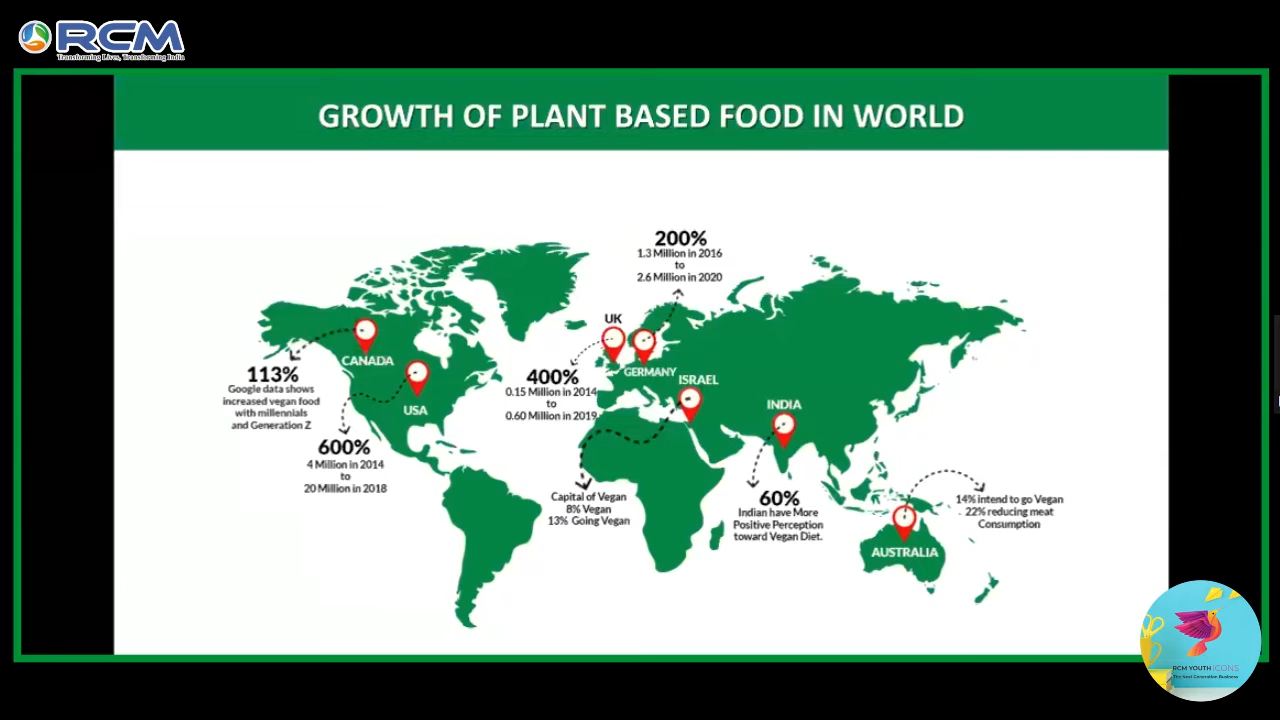 RCM
Transforming Lives, Transforming India
GROWTH OF PLANT BASED FOOD IN WORLD
200%
1.3 Million in 2016
to
2.6 Million in 2020
UK
CANADA
GERMANY
ISRAEL
113%
Google data shows
increased vegan food
with millennials
and Generation Z
USA
400%
0.15 Million in 2014
to
0.60 Million in 2019
INDIA
600%
4 Million in 2014
to
20 Million in 2018
Capital of Vegan
8% Vegan
13% Going Vegan
60%
Indian have More
Positive Perception
toward Vegan Diet.
14% intend to go Vegan
22% reducing meat
Consumption
AUSTRALIA
RCM YOUTH ICONS
The Next Generation Business